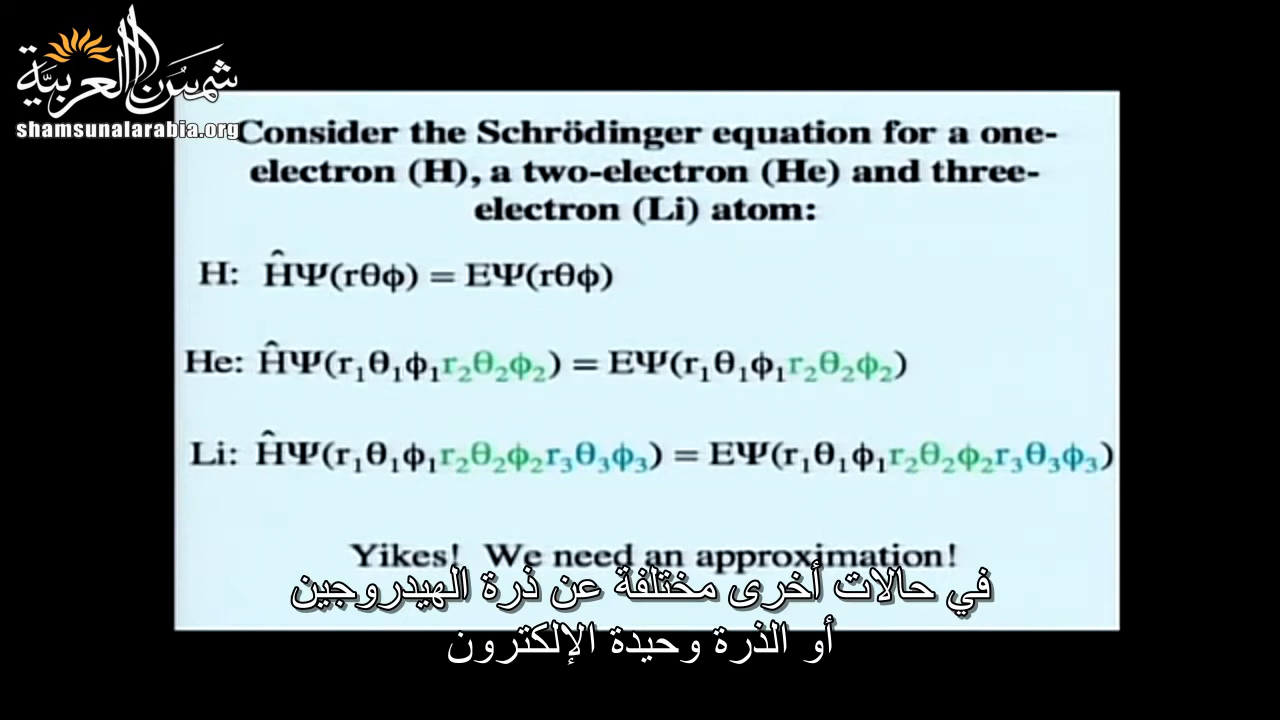 شمس العربية
shamsunalarabia.org
Consider the Schrödinger equation for a one-
electron (H), a two-electron (He) and three-
electron (Li) atom:
H: ĤΨ(rθϕ) = EΨ(rθϕ)
He: ĤΨ(r₁θ₁ϕ₁r₂θ₂ϕ₂) = EΨ(r₁θ₁ϕ₁r₂θ₂ϕ₂)
Li: ĤΨ(r₁θ₁ϕ₁r₂θ₂ϕ₂r₃θ₃ϕ₃) = EΨ(r₁θ₁ϕ₁r₂θ₂ϕ₂r₃θ₃ϕ₃)
Yikes! We need an approximation!
في حالات أخرى مختلفة عن ذرة الهيدروجين
أو الذرة وحيدة الإلكترون